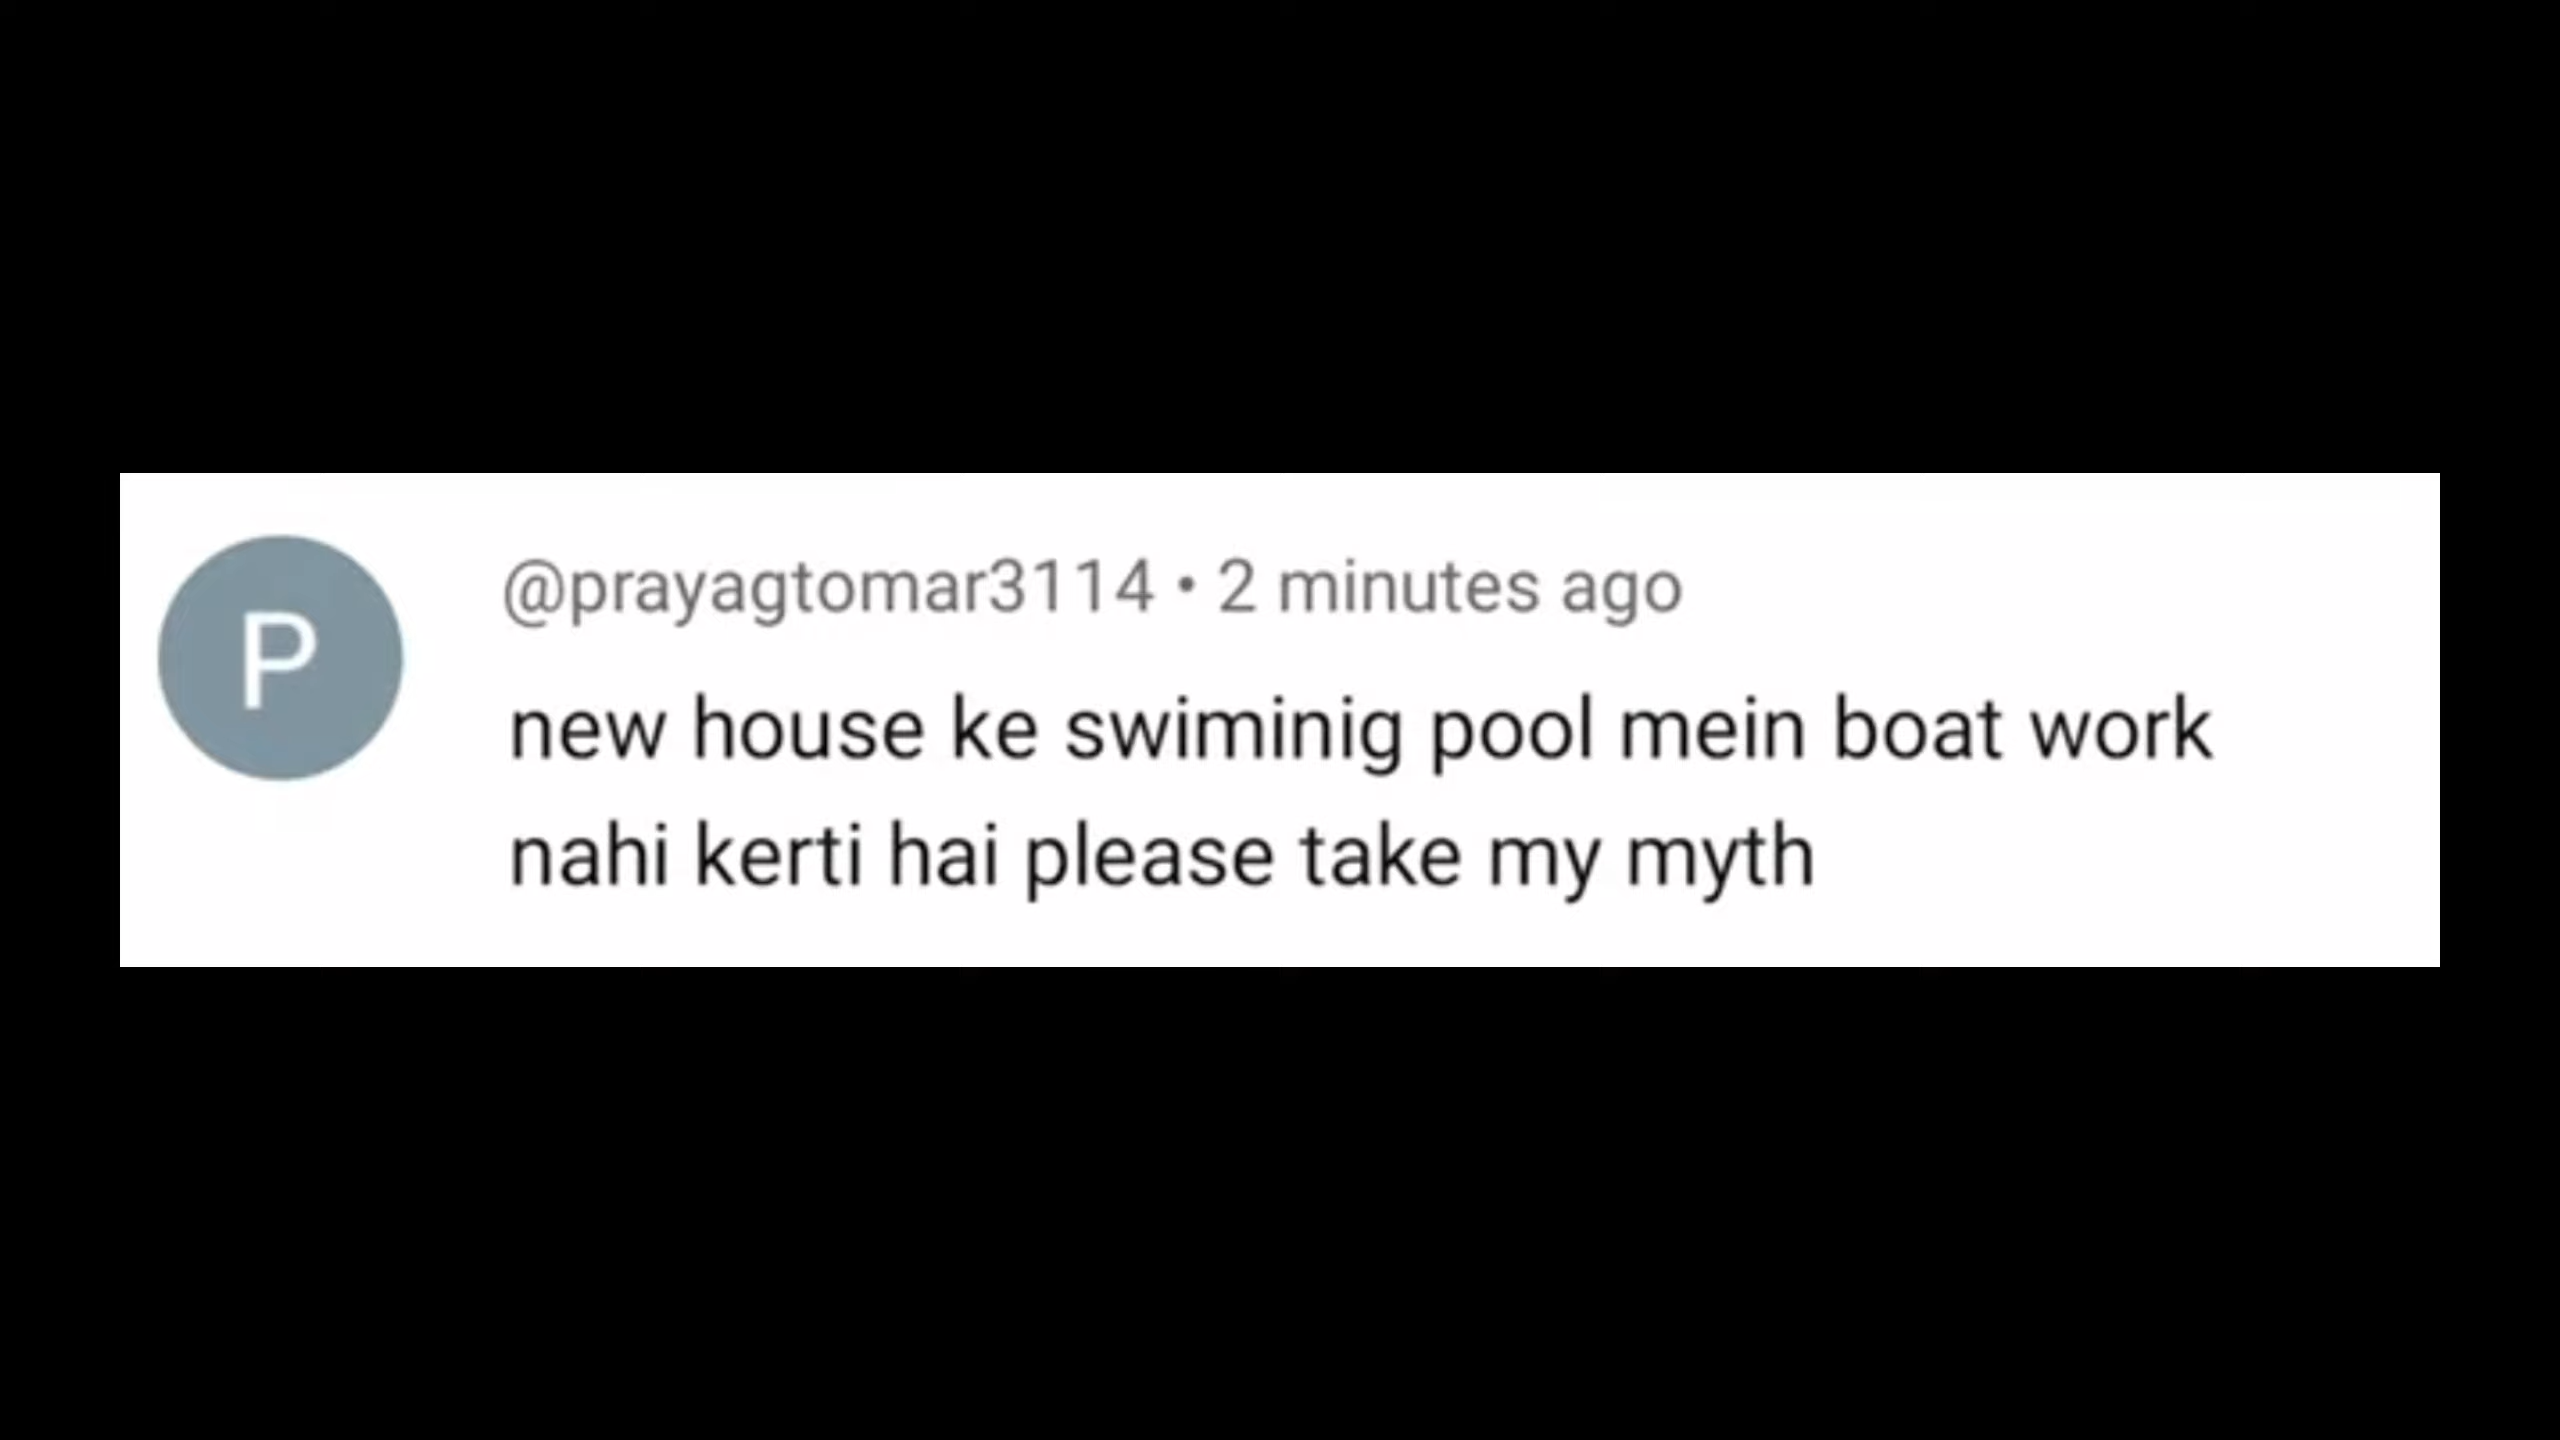 P
@prayagtomar3114 • 2 minutes ago
new house ke swiminig pool mein boat work
nahi kerti hai please take my myth